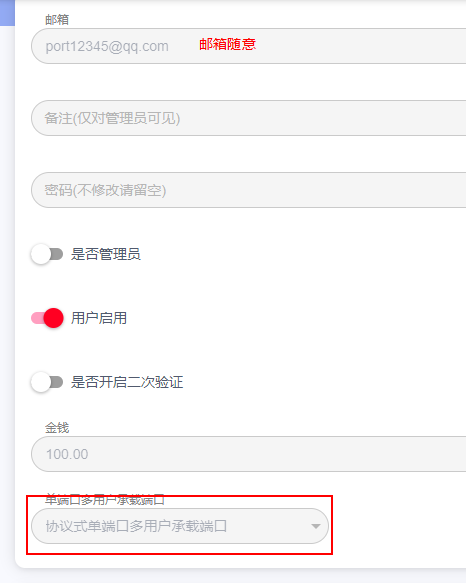 邮箱
port12345@qq.com 邮箱随意
备注(仅对管理员可见)
密码(不修改请留空)
是否管理员
用户启用
是否开启二次验证
金钱
100.00
单端口多用户承载端口
协议式单端口多用户承载端口